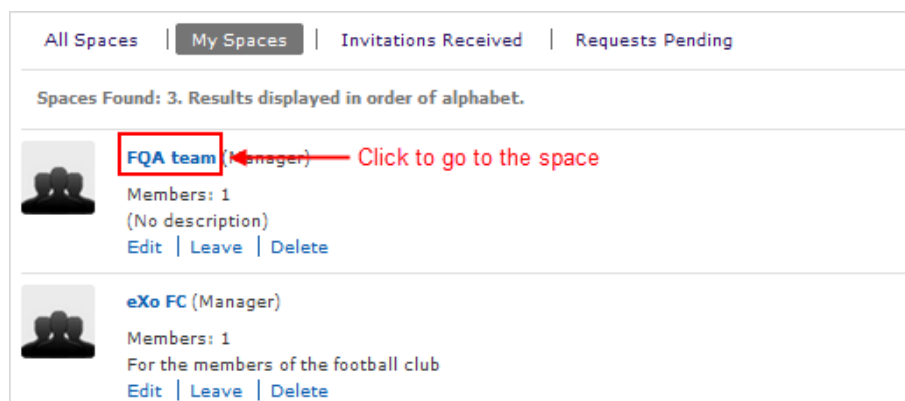 All Spaces | My Spaces | Invitations Received | Requests Pending
Spaces Found: 3. Results displayed in order of alphabet.
FQA team (Manager) Click to go to the space
Members: 1
(No description)
Edit | Leave | Delete
eXo FC (Manager)
Members: 1
For the members of the football club
Edit | Leave | Delete